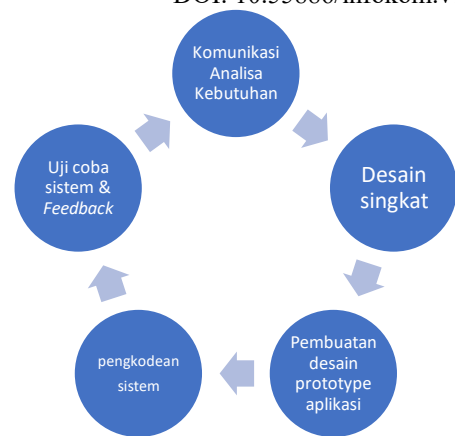 Komunikasi
Analisa
Kebutuhan
Desain
singkat
Pembuatan
desain
prototype
aplikasi
pengkodean
sistem
Uji coba
sistem &
Feedback